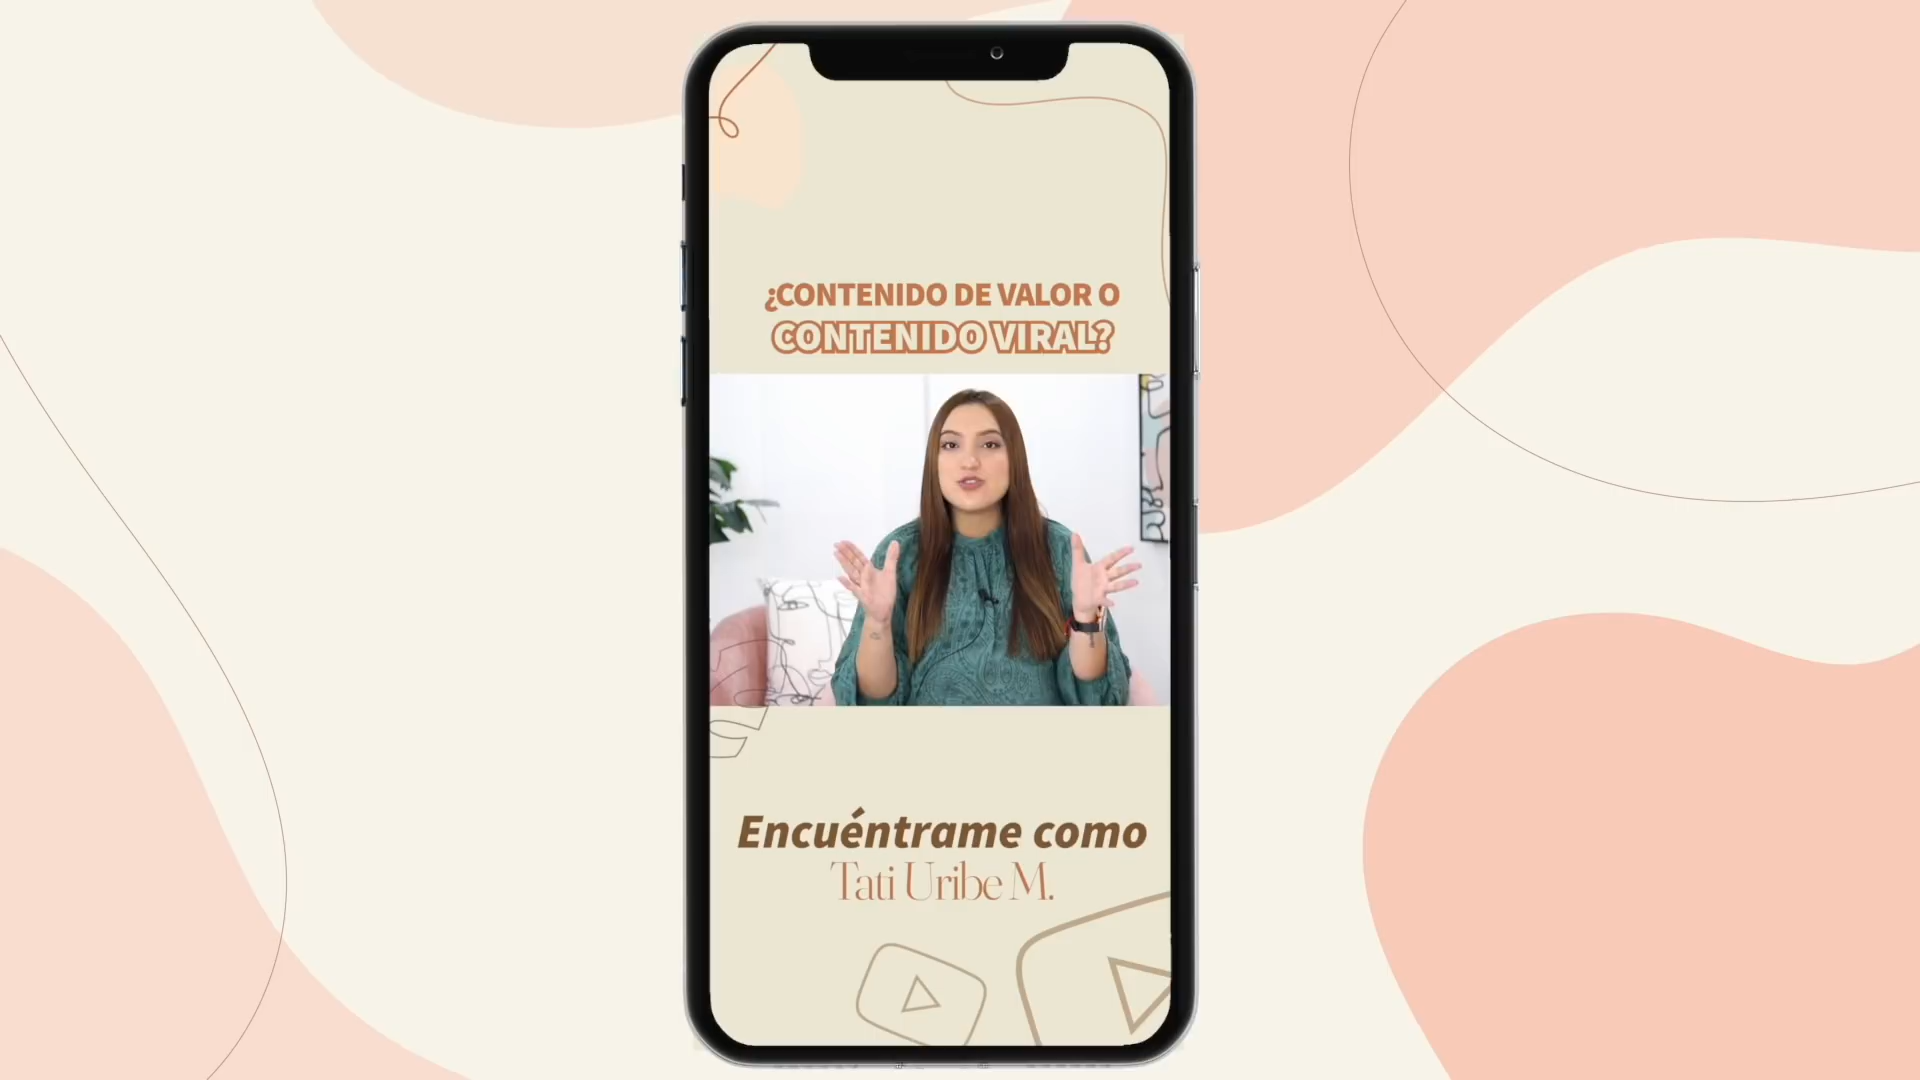 ¿CONTENIDO DE VALOR O
CONTENIDO VIRAL?
Encuéntrame como
Tati Uribe M.